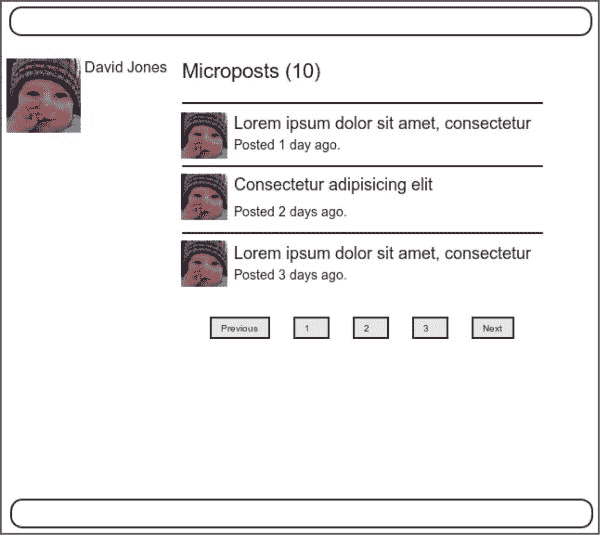 David Jones
Microposts (10)
Lorem ipsum dolor sit amet, consectetur
Posted 1 day ago.
Consectetur adipisicing elit
Posted 2 days ago.
Lorem ipsum dolor sit amet, consectetur
Posted 3 days ago.
Previous 1 2 3 Next